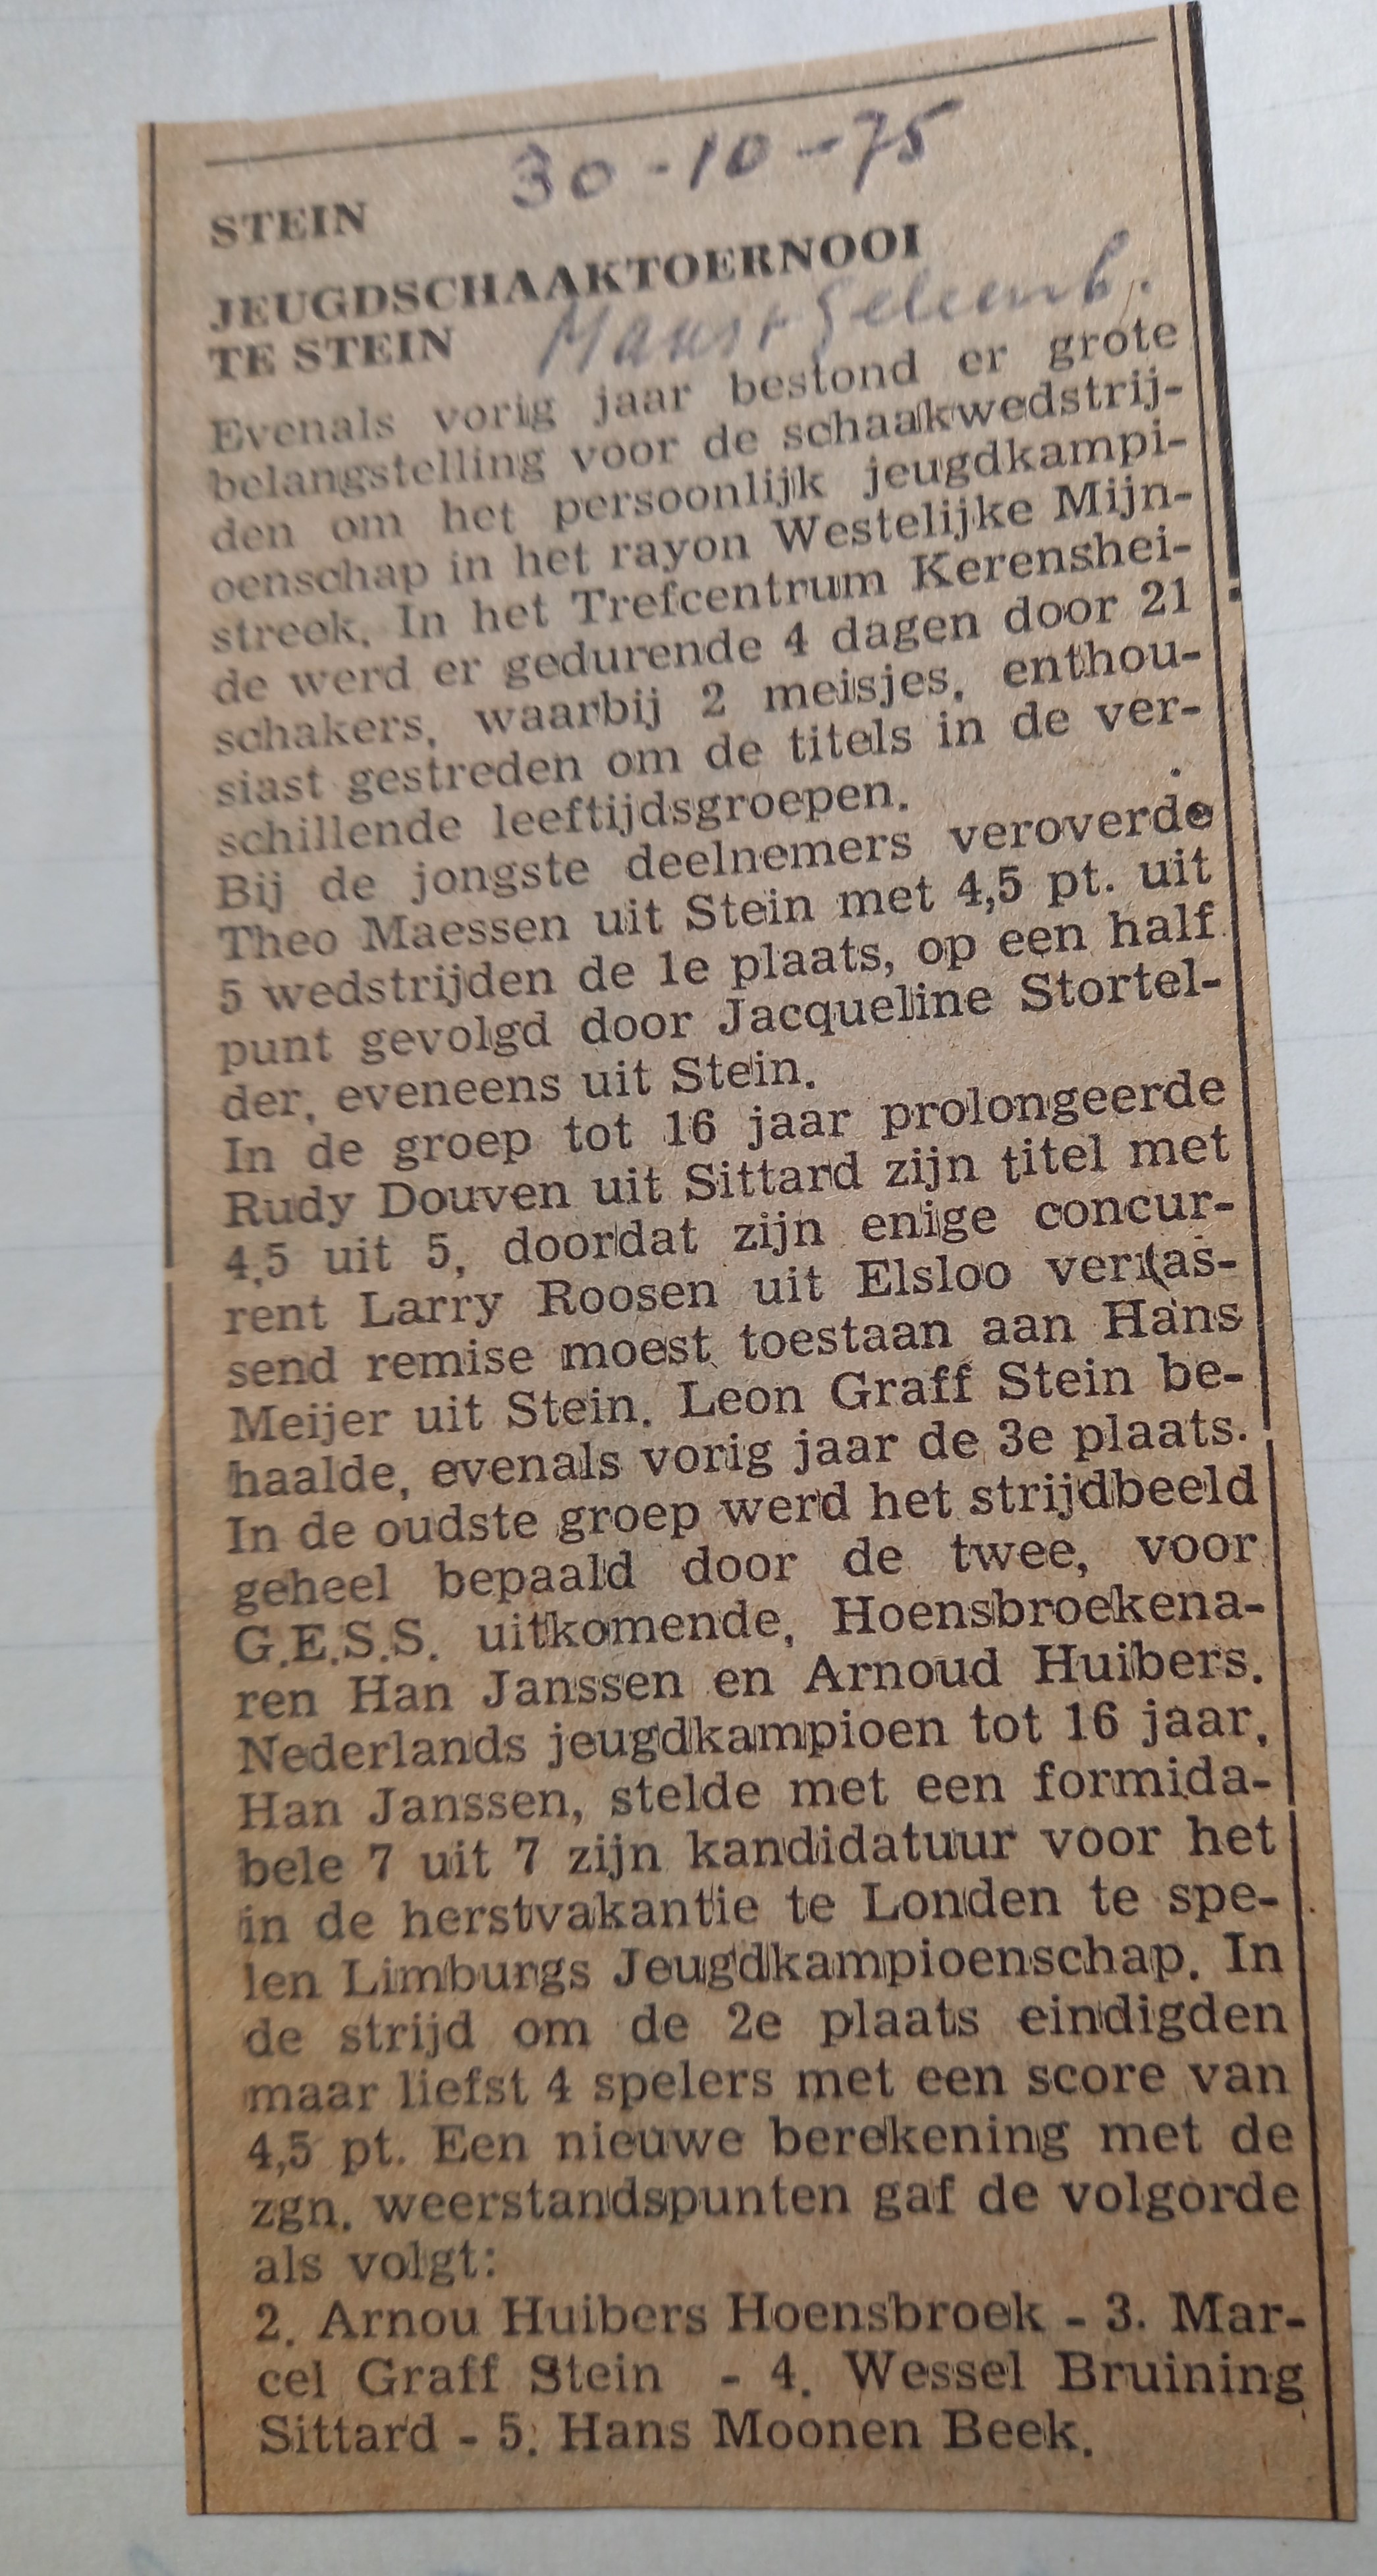 30-10-75
STEIN
JEUGDSCHAAKTOERNOOI
TE STEIN
Evenals vorig jaar bestond er grote
belangstelling voor de schaakwedstrij-
den om het persoonlijk jeugdkampi-
oenschap in het rayon Westelijke Mijn-
streek. In het Trefcentrum Kerenshei-
de werd er gedurende 4 dagen door 21
schakers, waarbij 2 meisjes, enthou-
siast gestreden om de titels in de ver-
schillende leeftijdsgroepen.
Bij de jongste deelnemers veroverde
Theo Maessen uit Stein met 4,5 pt. uit
5 wedstrijden de 1e plaats, op een half
punt gevolgd door Jacqueline Stortel-
der, eveneens uit Stein.
In de groep tot 16 jaar prolongeerde
Rudy Douven uit Sittard zijn titel met
4,5 uit 5, doordat zijn enige concur-
rent Larry Roosen uit Elsloo verras-
send remise moest toestaan aan Hans
Meijer uit Stein. Leon Graff Stein be-
haalde, evenals vorig jaar de 3e plaats.
In de oudste groep werd het strijdbeeld
geheel bepaald door de twee, voor
G.E.S.S. uitkomende, Hoensbroekena-
ren Han Janssen en Arnoud Huibers.
Nederlands jeugdkampioen tot 16 jaar,
Han Janssen, stelde met een formida-
bele 7 uit 7 zijn kandidatuur voor het
in de herstvakantie te Londen te spe-
len Limburgs Jeugdkampioenschap. In
de strijd om de 2e plaats eindigden
maar liefst 4 spelers met een score van
4,5 pt. Een nieuwe berekening met de
zgn. weerstandspunten gaf de volgorde
als volgt:
2. Arnou Huibers Hoensbroek - 3. Mar-
cel Graff Stein - 4. Wessel Bruining
Sittard - 5. Hans Moonen Beek.